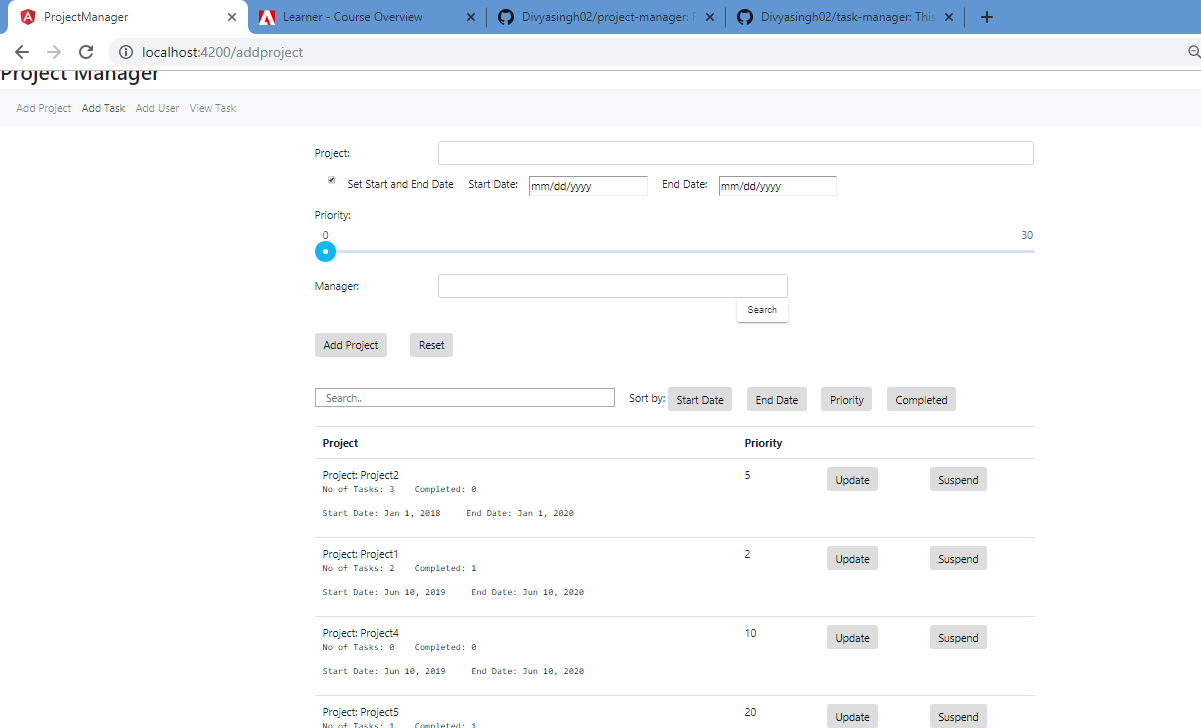 ProjectManager
Learner - Course Overview
Divyasingh02/project-manager:
Divyasingh02/task-manager: This
localhost:4200/addproject
Project Manager
Add Project Add Task Add User View Task
Project:
Set Start and End Date Start Date: mm/dd/yyyy End Date: mm/dd/yyyy
Priority:
0 30
Manager:
Search
Add Project Reset
Search.. Sort by: Start Date End Date Priority Completed
Project Priority
Project: Project2 5 Update Suspend
No of Tasks: 3 Completed: 0
Start Date: Jan 1, 2018 End Date: Jan 1, 2020
Project: Project1 2 Update Suspend
No of Tasks: 2 Completed: 1
Start Date: Jun 10, 2019 End Date: Jun 10, 2020
Project: Project4 10 Update Suspend
No of Tasks: 0 Completed: 0
Start Date: Jun 10, 2019 End Date: Jun 10, 2020
Project: Project5 20 Update Suspend
No of Tasks: 1 Completed: 1